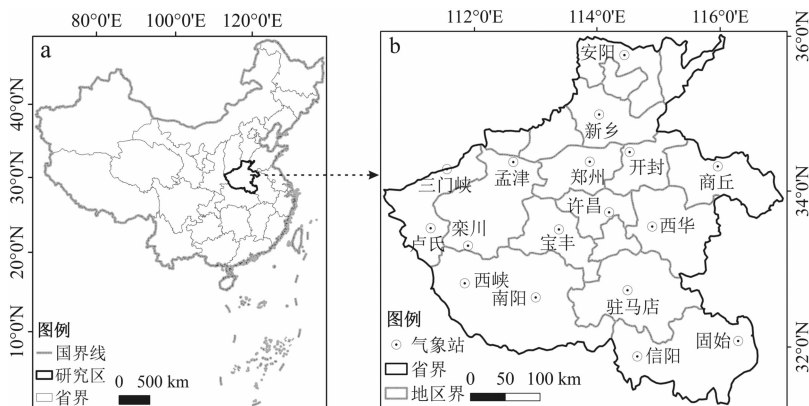 80°0'E 100°0'E 120°0'E
a
40°0'N
30°0'N
20°0'N
10°0'N
图例
国界线
研究区
省界
0 500 km
112°0'E 114°0'E 116°0'E
b
36°0'N
34°0'N
32°0'N
安阳
新乡
三门峡
孟津
郑州
开封
商丘
许昌
卢氏
栾川
宝丰
西华
西峡
南阳
驻马店
信阳
固始
图例
气象站
省界
地区界
0 50 100 km